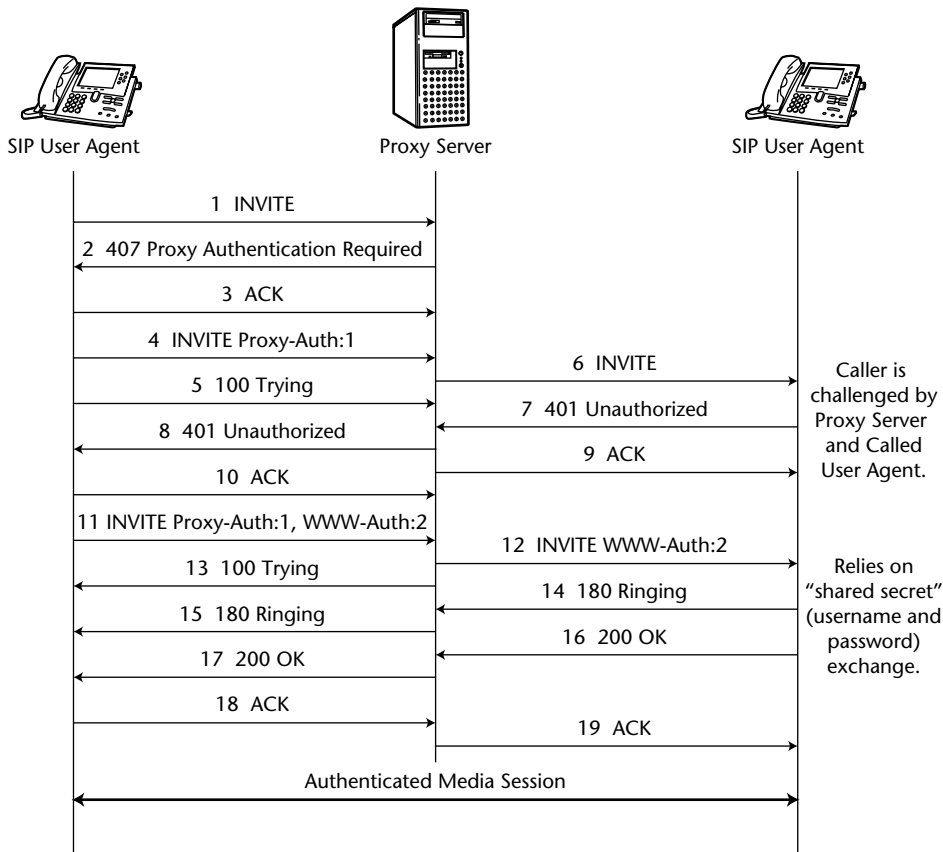 SIP User Agent
Proxy Server
SIP User Agent
1 INVITE
2 407 Proxy Authentication Required
3 ACK
4 INVITE Proxy-Auth:1
5 100 Trying
6 INVITE
7 401 Unauthorized
8 401 Unauthorized
9 ACK
10 ACK
Caller is
challenged by
Proxy Server
and Called
User Agent.
11 INVITE Proxy-Auth:1, WWW-Auth:2
12 INVITE WWW-Auth:2
13 100 Trying
14 180 Ringing
15 180 Ringing
16 200 OK
17 200 OK
18 ACK
19 ACK
Relies on
“shared secret”
(username and
password)
exchange.
Authenticated Media Session